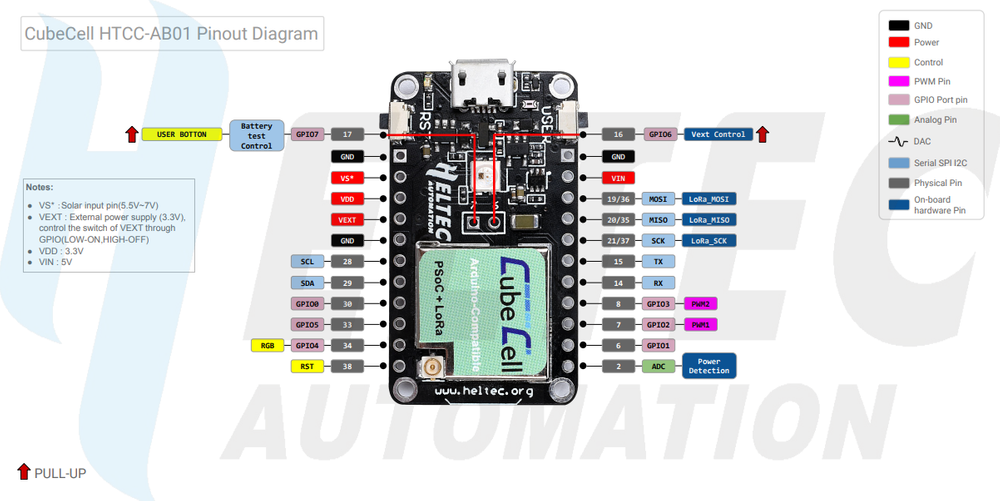 CubeCell HTCC-AB01 Pinout Diagram
GND
Power
Control
PWM Pin
GPIO Port pin
Analog Pin
DAC
Serial SPI I2C
Physical Pin
On-board
hardware Pin
USER BOTTON
Battery
test
Control
GPIO7
17
GND
VS*
VDD
VEXT
GND
SCL
28
SDA
29
GPIO0
30
GPIO5
33
RGB
GPIO4
34
RST
38
16
GPIO6
Vext Control
GND
VIN
19/36
MOSI
LoRa_MOSI
20/35
MISO
LoRa_MISO
21/37
SCK
LoRa_SCK
15
TX
14
RX
8
GPIO3
PWM2
7
GPIO2
PWM1
6
GPIO1
2
ADC
Power
Detection
Notes:
VS* : Solar input pin(5.5V~7V)
VEXT : External power supply (3.3V),
control the switch of VEXT through
GPIO(LOW-ON,HIGH-OFF)
VDD : 3.3V
VIN : 5V
RST
USER
HELTEC
AUTOMATION
CubeCell
Arduino-Compatible
PSoC + LoRa
www.heltec.org
HELTEC
AUTOMATION
PULL-UP